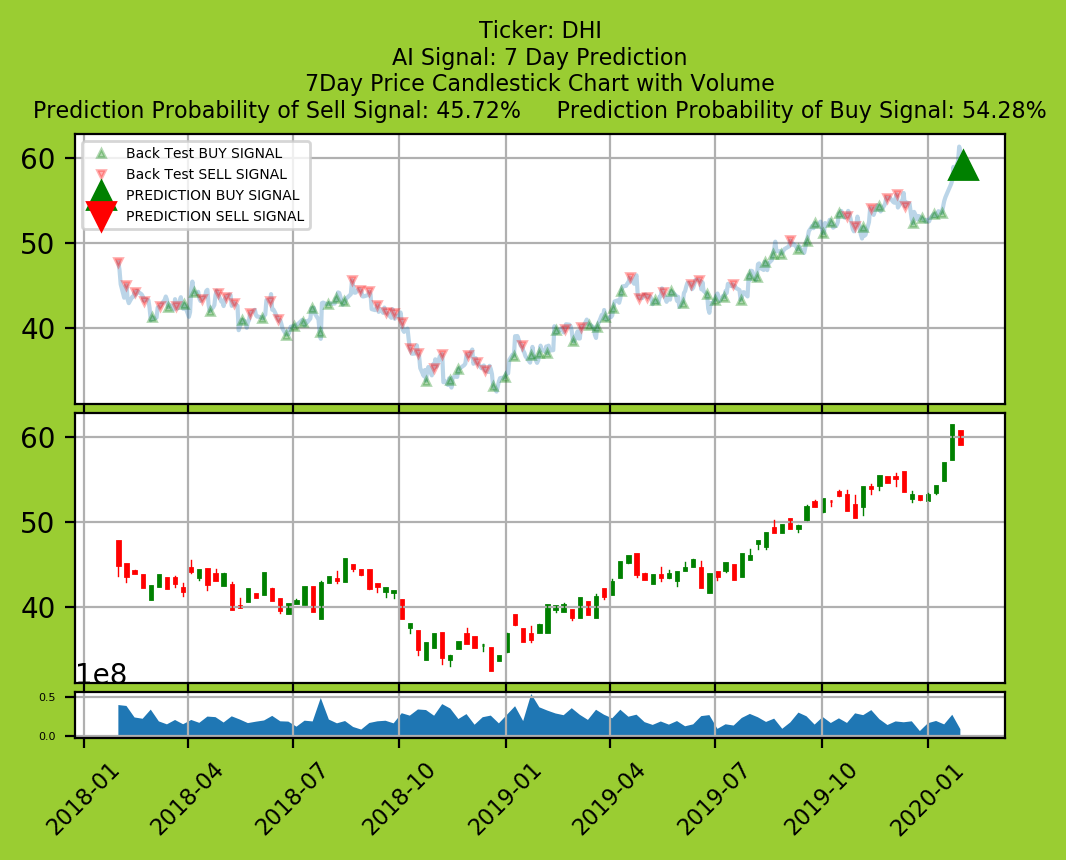 Ticker: DHI
AI Signal: 7 Day Prediction
7Day Price Candlestick Chart with Volume
Prediction Probability of Sell Signal: 45.72% Prediction Probability of Buy Signal: 54.28%
60
50
40
Back Test BUY SIGNAL
Back Test SELL SIGNAL
PREDICTION BUY SIGNAL
PREDICTION SELL SIGNAL
60
50
40
1e8
0.5
0.0
2018-01
2018-04
2018-07
2018-10
2019-01
2019-04
2019-07
2019-10
2020-01